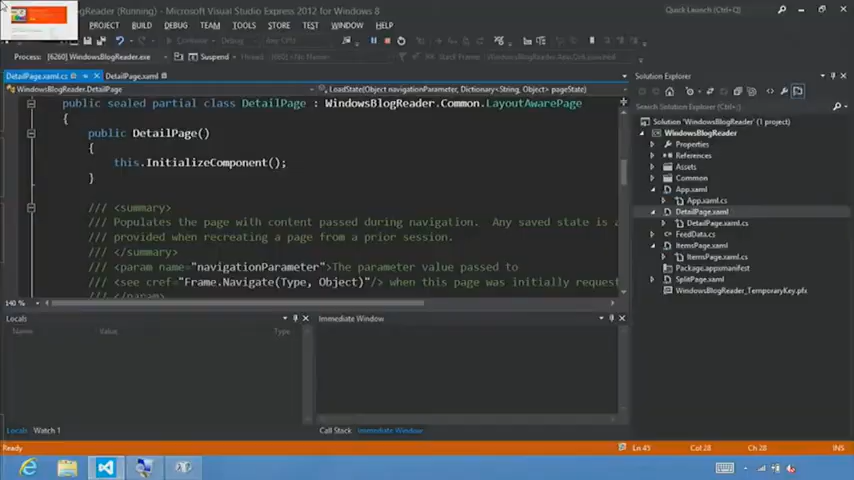 BlogReader (Running) - Microsoft Visual Studio Express 2012 for Windows 8
Quick Launch (Ctrl+Q)
PROJECT BUILD DEBUG TEAM TOOLS STORE TEST WINDOW HELP
Continue
Process: [6260] WindowsBlogReader.exe
Suspend
DetailPage.xaml.cs
DetailPage.xaml
Solution Explorer
WindowsBlogReader.DetailPage
LoadState(Object navigationParameter, Dictionary<String, Object> pageState)
public sealed partial class DetailPage : WindowsBlogReader.Common.LayoutAwarePage
{
public DetailPage()
{
this.InitializeComponent();
}
/// <summary>
/// Populates the page with content passed during navigation.  Any saved state is a
/// provided when recreating a page from a prior session.
/// </summary>
/// <param name="navigationParameter">The parameter value passed to
/// <see cref="Frame.Navigate(Type, Object)"/> when this page was initially request
/// </param>
140 %
Search Solution Explorer (Ctrl+;)
Solution 'WindowsBlogReader' (1 project)
WindowsBlogReader
Properties
References
Assets
Common
App.xaml
App.xaml.cs
DetailPage.xaml
DetailPage.xaml.cs
FeedData.cs
ItemsPage.xaml
ItemsPage.xaml.cs
Package.appxmanifest
SplitPage.xaml
WindowsBlogReader_TemporaryKey.pfx
Locals
Name Value Type
Immediate Window
Locals Watch 1
Call Stack Immediate Window
Ready
Ln 45 Col 28 Ch 28 INS